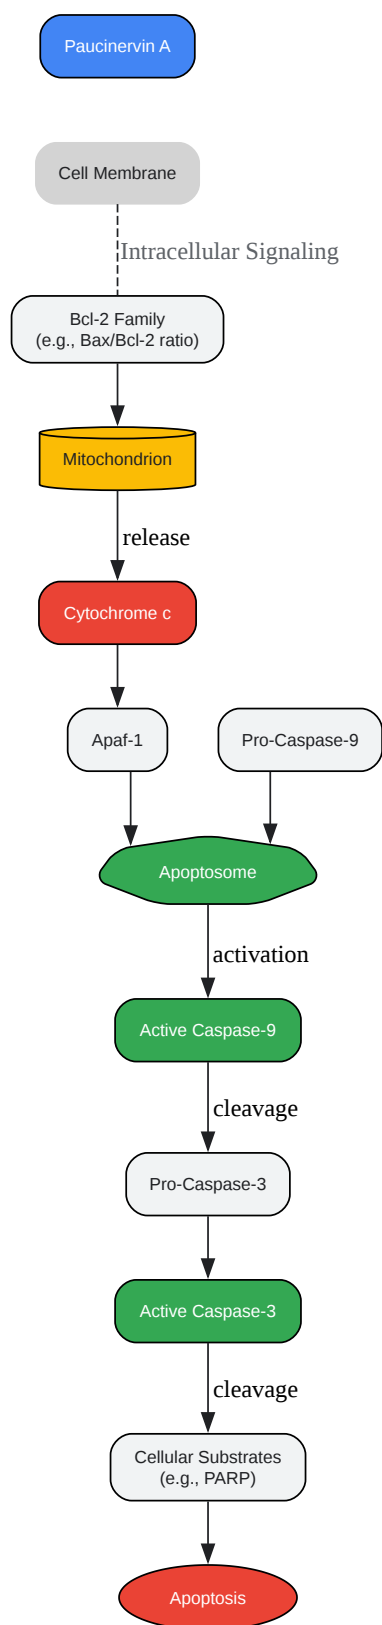 Paucinervin A
Cell Membrane
Intracellular Signaling
Bcl-2 Family
(e.g., Bax/Bcl-2 ratio)
Mitochondrion
release
Cytochrome c
Apaf-1
Pro-Caspase-9
Apoptosome
activation
Active Caspase-9
cleavage
Pro-Caspase-3
Active Caspase-3
cleavage
Cellular Substrates
(e.g., PARP)
Apoptosis